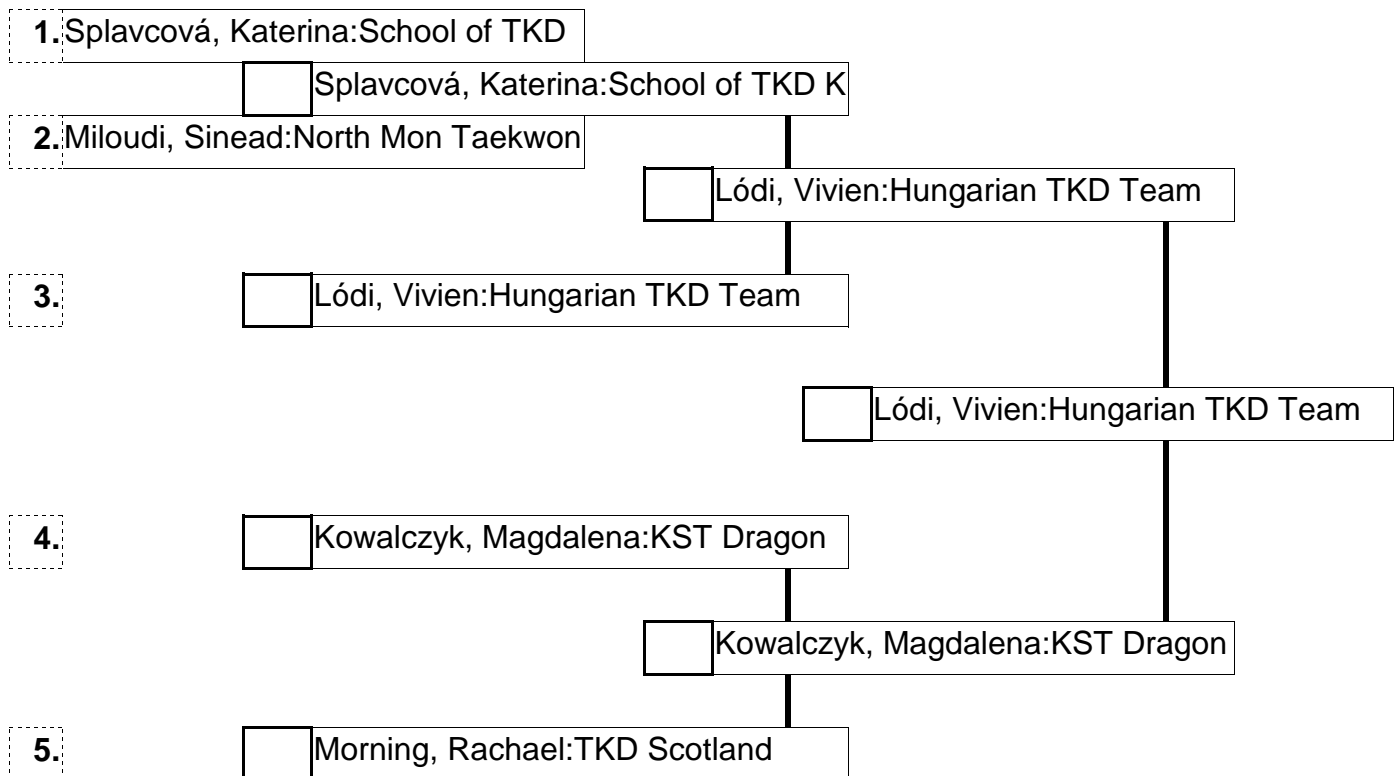 1. Splavcová, Katerina:School of TKD
Splavcová, Katerina:School of TKD K
2. Miloudi, Sinead:North Mon Taekwon
Lódi, Vivien:Hungarian TKD Team
3. Lódi, Vivien:Hungarian TKD Team
Lódi, Vivien:Hungarian TKD Team
4. Kowalczyk, Magdalena:KST Dragon
Kowalczyk, Magdalena:KST Dragon
5. Morning, Rachael:TKD Scotland